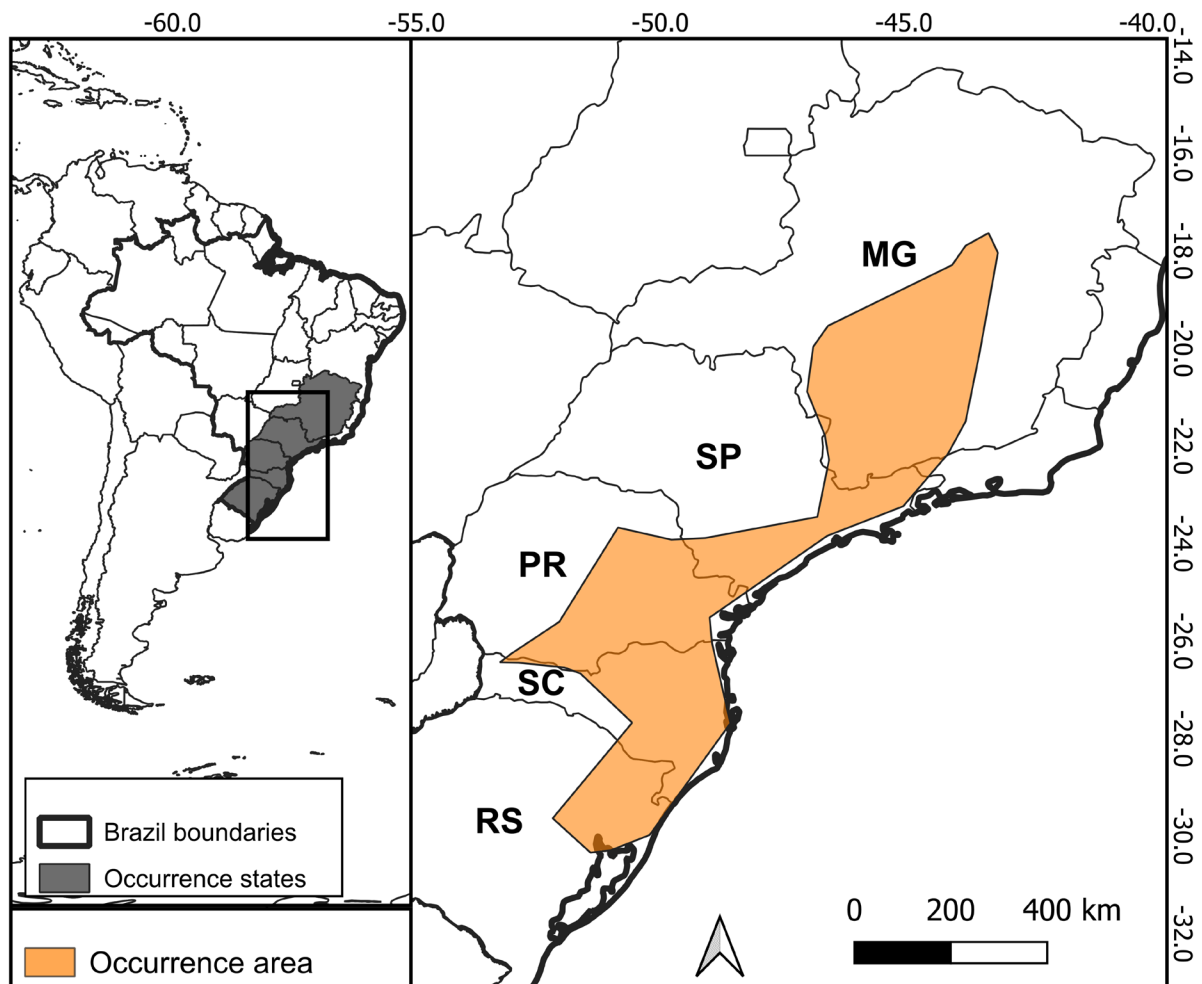 -60.0 -55.0 -50.0 -45.0 -40.0
-14.0
-16.0
MG
-18.0
-20.0
SP
-22.0
PR
-24.0
SC
-26.0
-28.0
RS
-30.0
Brazil boundaries
Occurrence states
0 200 400 km
-32.0
Occurrence area